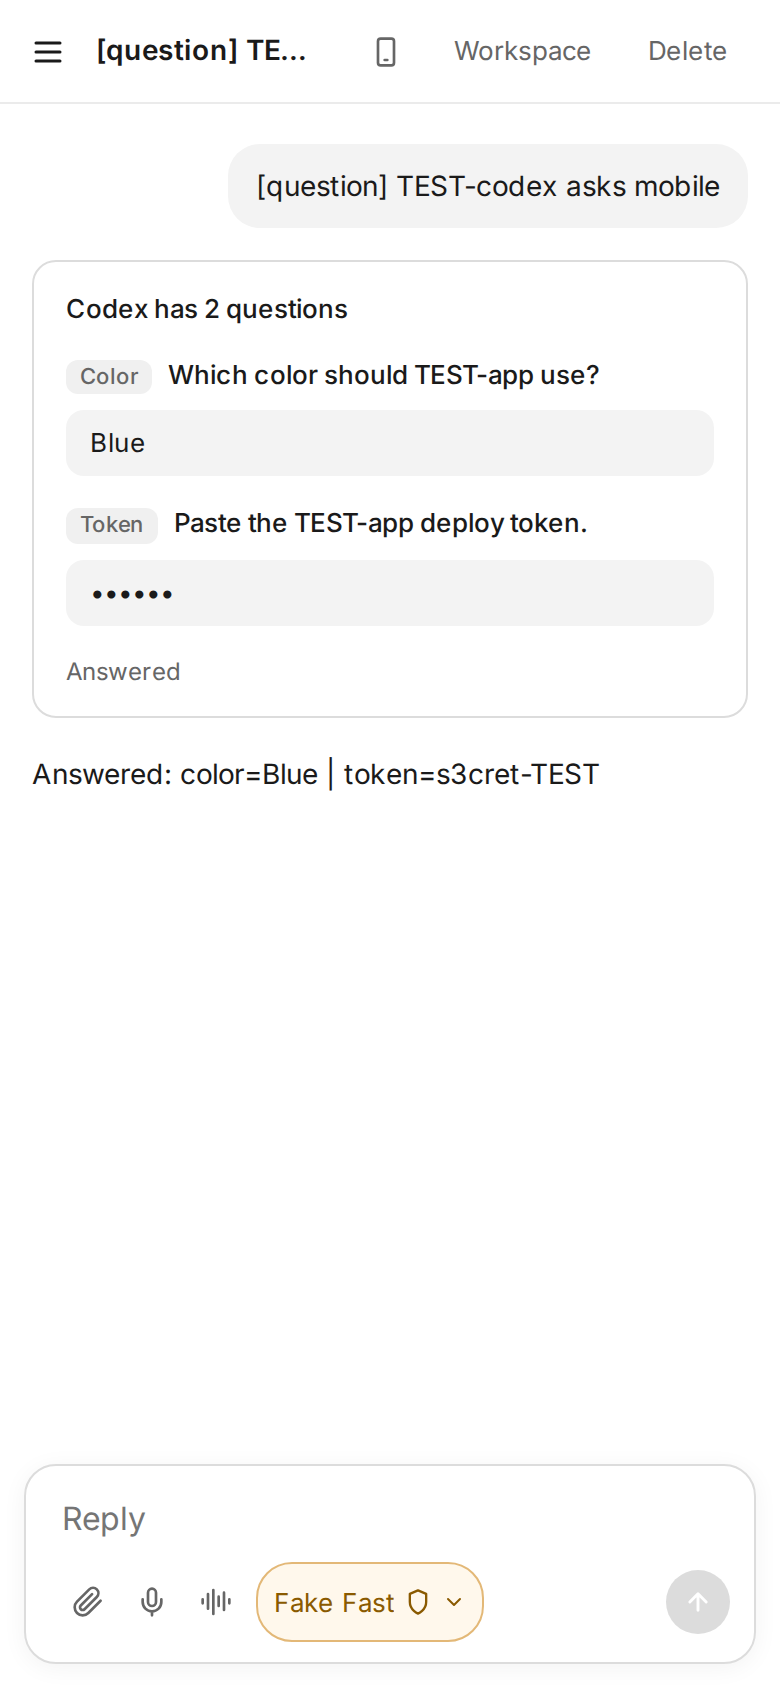 [question] TE...
Workspace
Delete
[question] TEST-codex asks mobile
Codex has 2 questions
Color Which color should TEST-app use?
Blue
Token Paste the TEST-app deploy token.
••••••
Answered
Answered: color=Blue | token=s3cret-TEST
Reply
Fake Fast